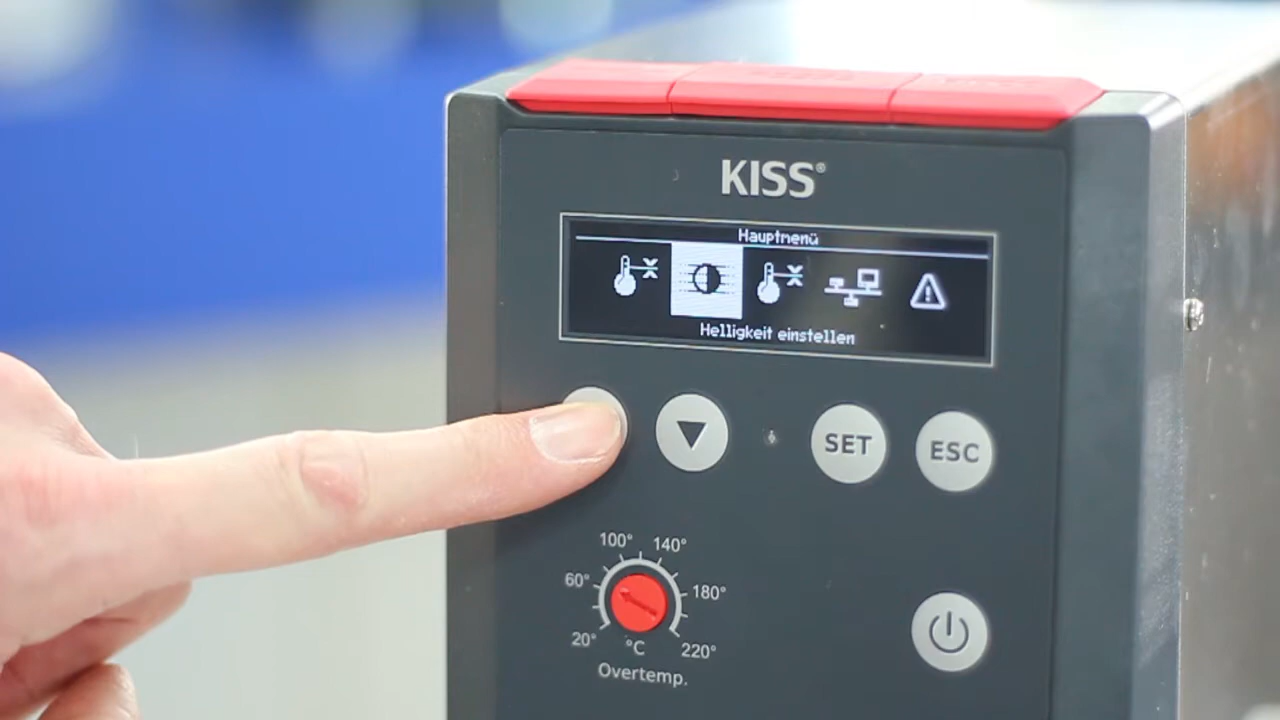 KISS®
Hauptmenü
Helligkeit einstellen
SET
ESC
100° 140°
60° 180°
20° °C 220°
Overtemp.